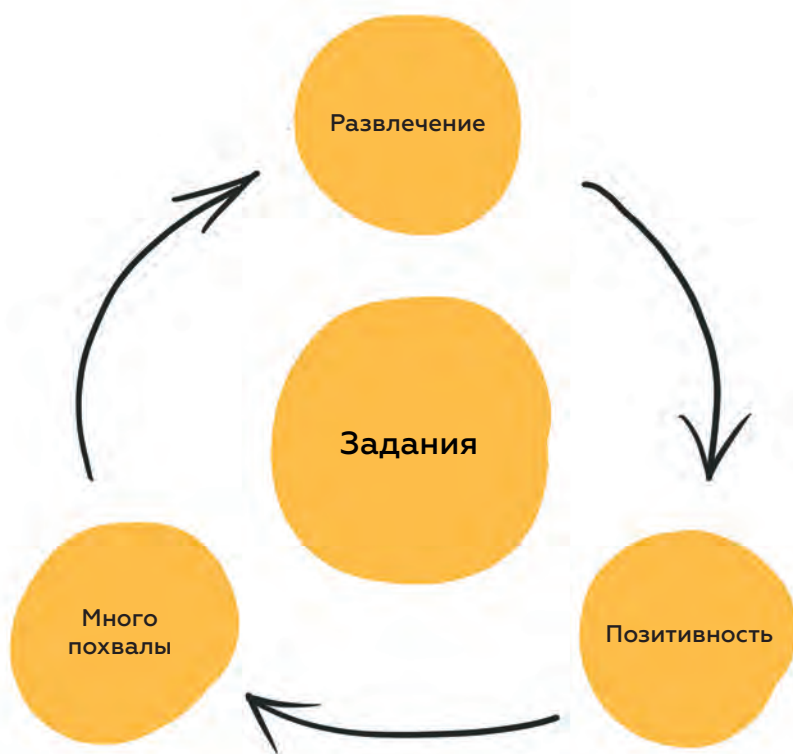 Развлечение
Задания
Много
похвалы
Позитивность